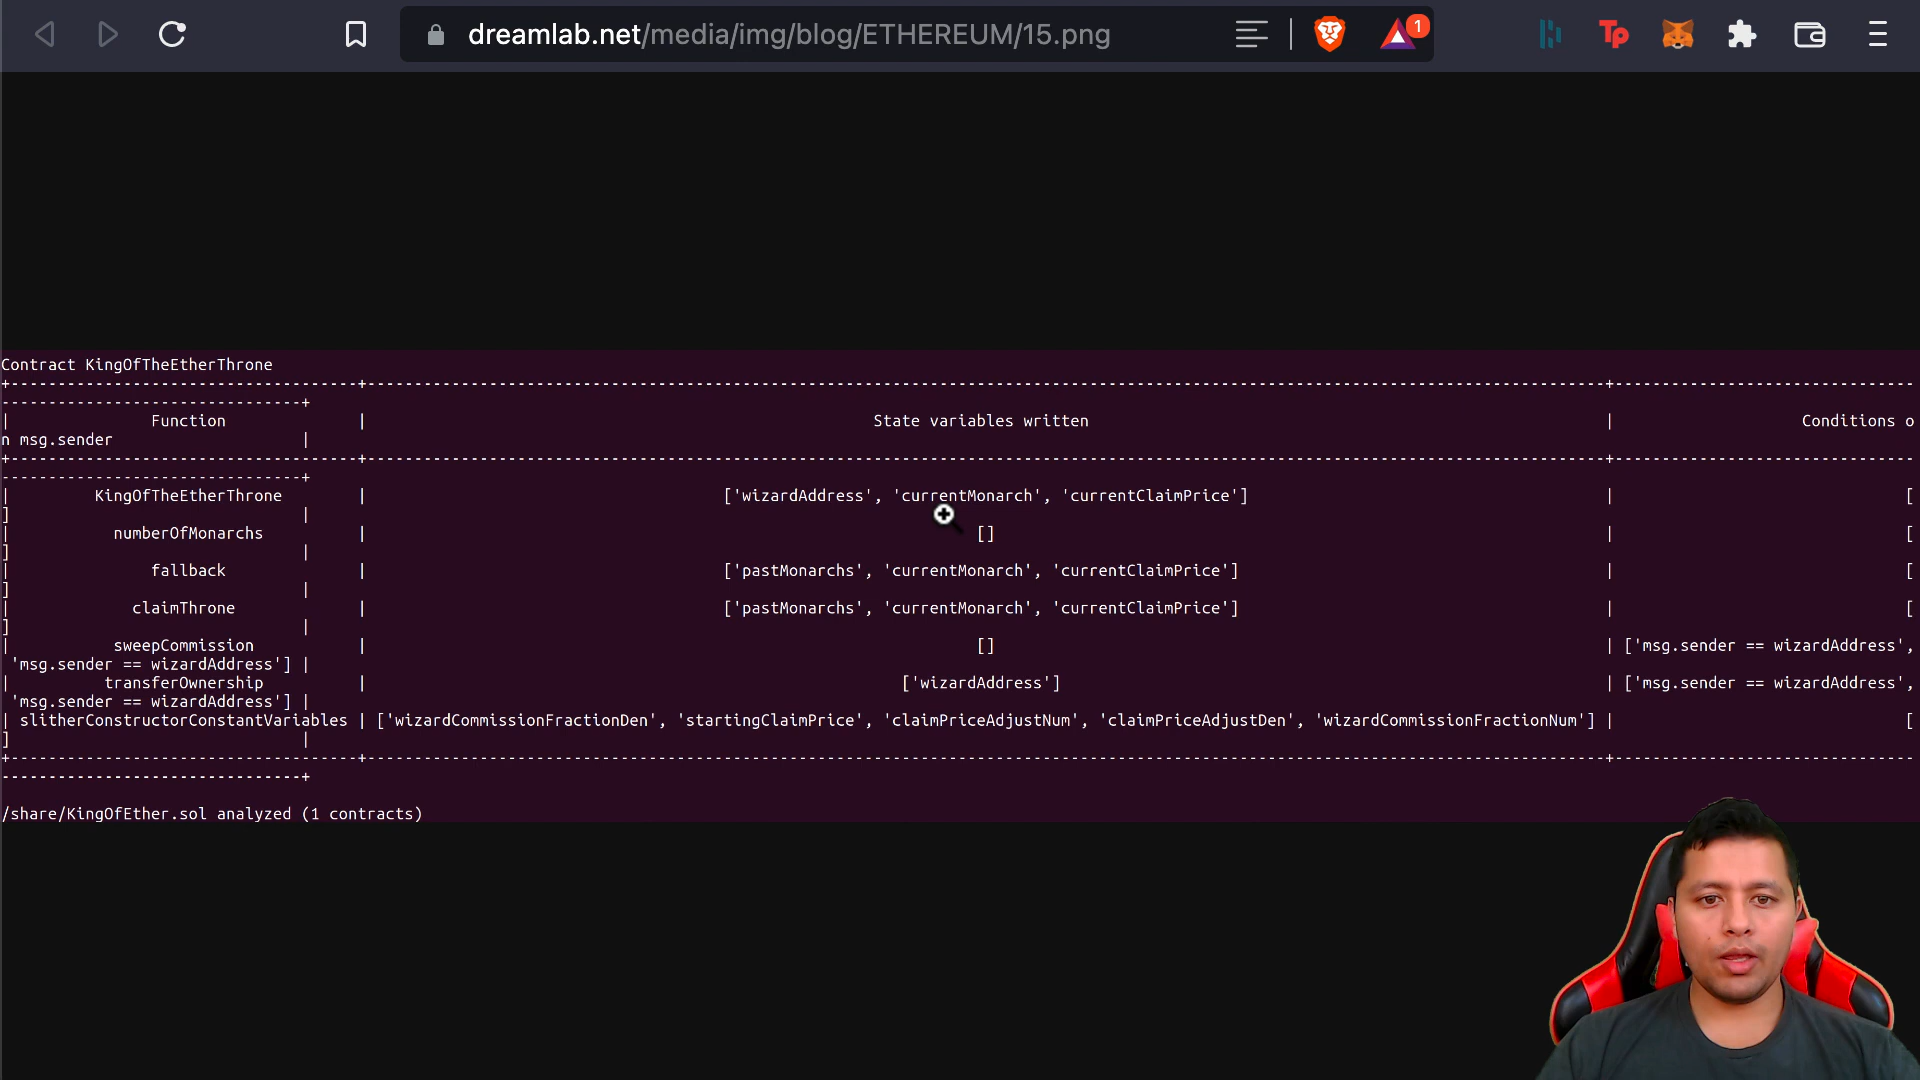 dreamlab.net/media/img/blog/ETHEREUM/15.png
1
Tp
Contract KingOfTheEtherThrone
+--------------------------------------+------------------------------------------------------------------------------------------------------------------------------------+--------------------------------
--------------------------------+
| Function | State variables written | Conditions o
n msg.sender |
+--------------------------------------+------------------------------------------------------------------------------------------------------------------------------------+--------------------------------
--------------------------------+
| KingOfTheEtherThrone | ['wizardAddress', 'currentMonarch', 'currentClaimPrice'] | [
] |
| numberOfMonarchs | [] | [
] |
| fallback | ['pastMonarchs', 'currentMonarch', 'currentClaimPrice'] | [
] |
| claimThrone | ['pastMonarchs', 'currentMonarch', 'currentClaimPrice'] | [
] |
| sweepCommission | [] | ['msg.sender == wizardAddress',
'msg.sender == wizardAddress'] |
| transferOwnership | ['wizardAddress'] | ['msg.sender == wizardAddress',
'msg.sender == wizardAddress'] |
| slitherConstructorConstantVariables | ['wizardCommissionFractionDen', 'startingClaimPrice', 'claimPriceAdjustNum', 'claimPriceAdjustDen', 'wizardCommissionFractionNum'] | [
] |
+--------------------------------------+------------------------------------------------------------------------------------------------------------------------------------+--------------------------------
--------------------------------+
/share/KingOfEther.sol analyzed (1 contracts)